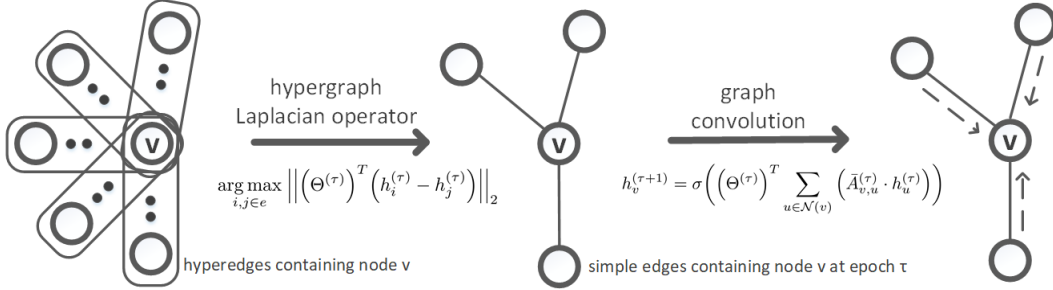 v
hypergraph
Laplacian operator
arg max_{i,j∈e} ||(Θ^{(τ)})^T (h_i^{(τ)} − h_j^{(τ)})||_2
hyperedges containing node v
v
simple edges containing node v at epoch τ
graph
convolution
h_v^{(τ+1)} = σ((Θ^{(τ)})^T ∑_{u∈𝒩(v)} (Ā_{v,u}^{(τ)} · h_u^{(τ)}))
v